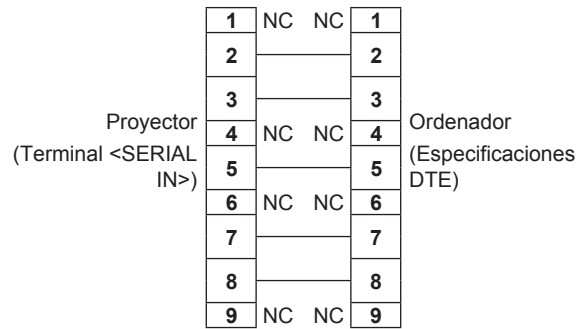 1 NC NC 1
2 2
3 3
Proyector
(Terminal <SERIAL
IN>)
4 NC NC 4
5 5
6 NC NC 6
7 7
8 8
9 NC NC 9
Ordenador
(Especificaciones
DTE)